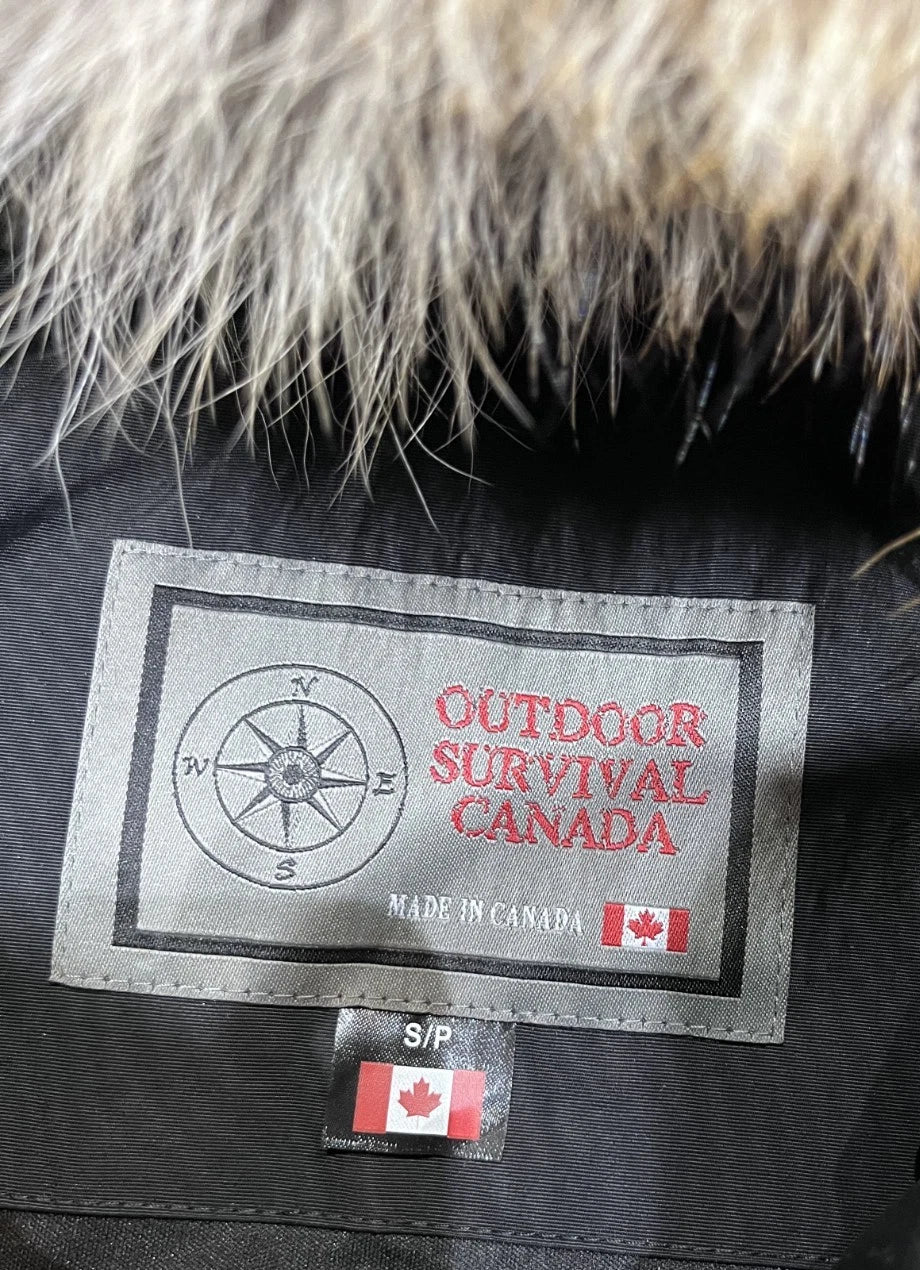 N
W
E
S
OUTDOOR
SURVIVAL
CANADA
MADE IN CANADA
S/P